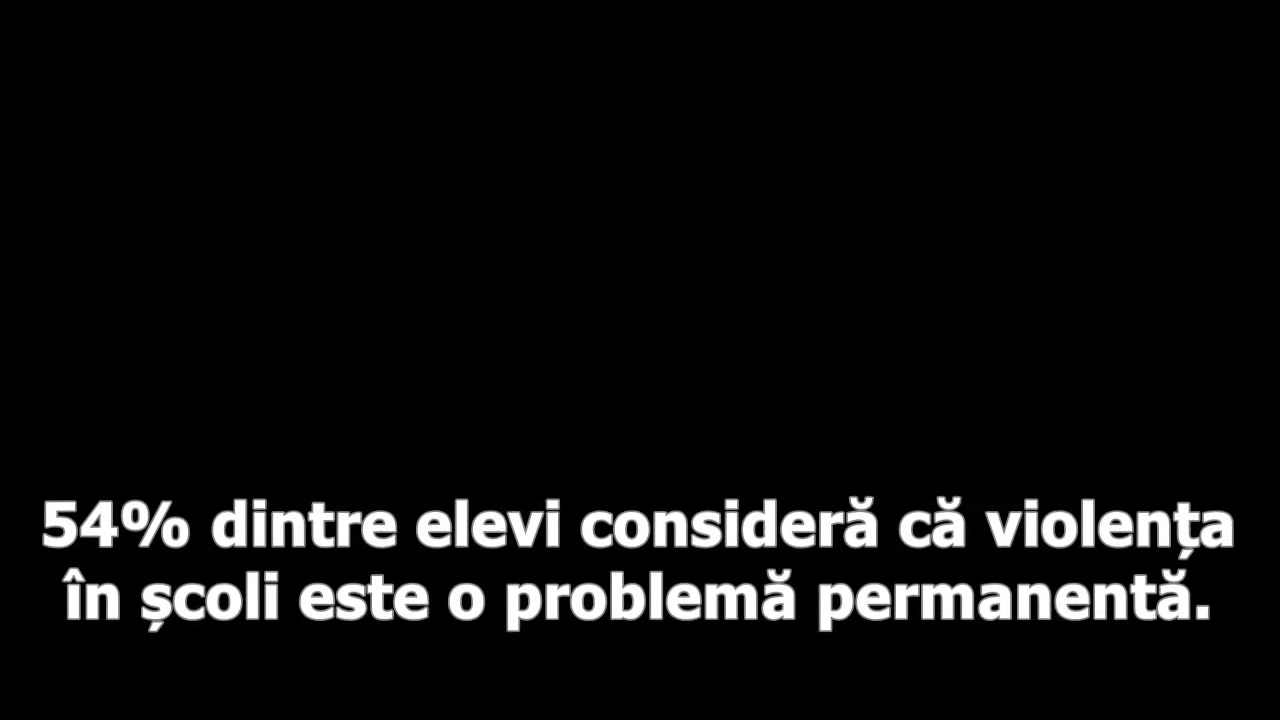 54% dintre elevi consideră că violența
în școli este o problemă permanentă.